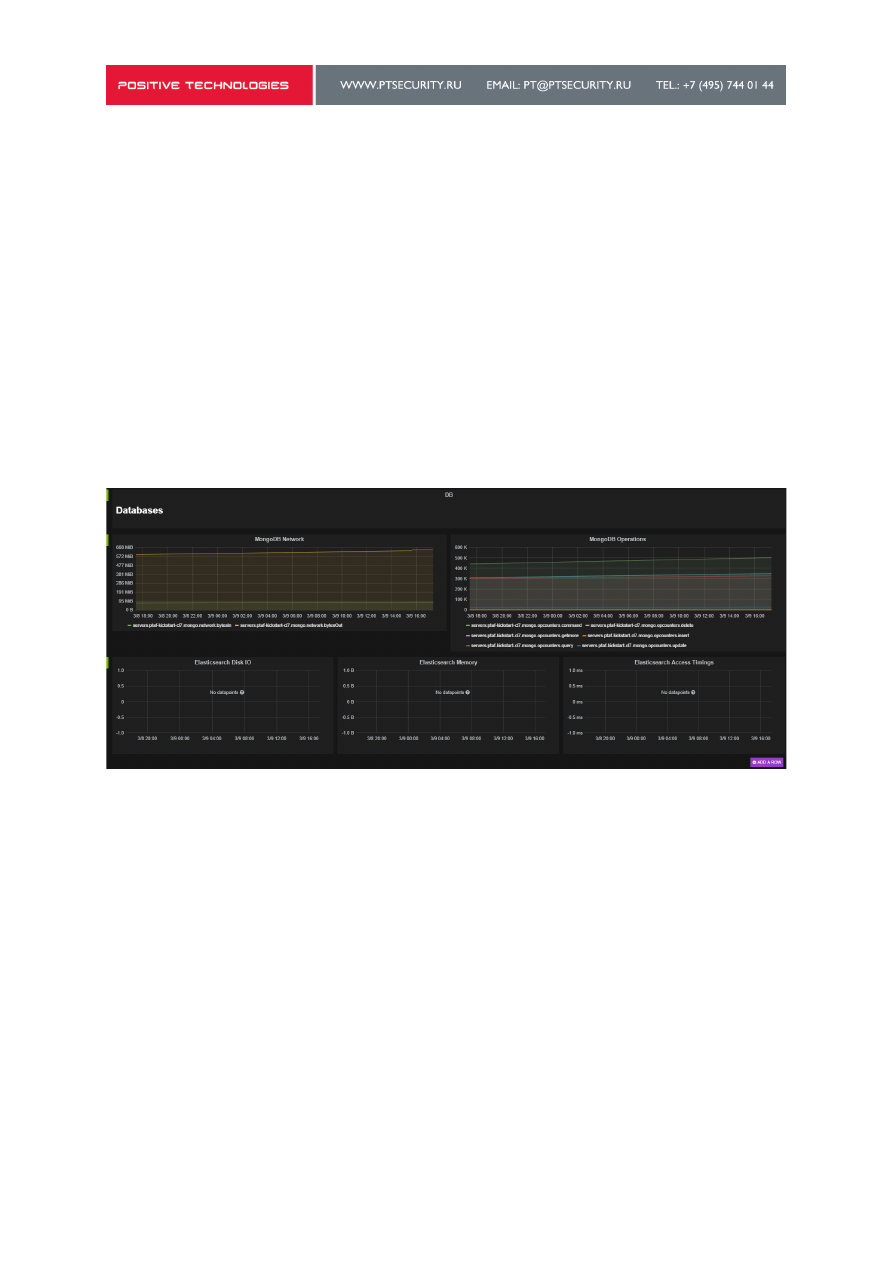 POSITIVE TECHNOLOGIES WWW.PTSECURITY.RU EMAIL: PT@PTSECURITY.RU TEL.: +7 (495) 744 01 44
DB
Databases
MongoDB Network
668 MiB
572 MiB
477 MiB
381 MiB
286 MiB
191 MiB
95 MiB
0 B
3/8 18:00 3/8 20:00 3/8 22:00 3/9 00:00 3/9 02:00 3/9 04:00 3/9 06:00 3/9 08:00 3/9 10:00 3/9 12:00 3/9 14:00 3/9 16:00
servers.ptaf-kickstart-cl7.mongo.network.bytesIn servers.ptaf-kickstart-cl7.mongo.network.bytesOut
MongoDB Operations
600 K
500 K
400 K
300 K
200 K
100 K
0
3/8 18:00 3/8 20:00 3/8 22:00 3/9 00:00 3/9 02:00 3/9 04:00 3/9 06:00 3/9 08:00 3/9 10:00 3/9 12:00 3/9 14:00 3/9 16:00
servers.ptaf-kickstart-cl7.mongo.opcounters.command servers.ptaf-kickstart-cl7.mongo.opcounters.delete
servers.ptaf-kickstart-cl7.mongo.opcounters.getmore servers.ptaf-kickstart-cl7.mongo.opcounters.insert
servers.ptaf-kickstart-cl7.mongo.opcounters.query servers.ptaf-kickstart-cl7.mongo.opcounters.update
Elasticsearch Disk IO
1.0
0.5
No datapoints
0
-0.5
-1.0
3/8 20:00 3/9 00:00 3/9 04:00 3/9 08:00 3/9 12:00 3/9 16:00
Elasticsearch Memory
1.0 B
0.5 B
No datapoints
0 B
-0.5 B
-1.0 B
3/8 20:00 3/9 00:00 3/9 04:00 3/9 08:00 3/9 12:00 3/9 16:00
Elasticsearch Access Timings
1.0 ms
0.5 ms
No datapoints
0 ms
-0.5 ms
-1.0 ms
3/8 20:00 3/9 00:00 3/9 04:00 3/9 08:00 3/9 12:00 3/9 16:00
ADD A ROW